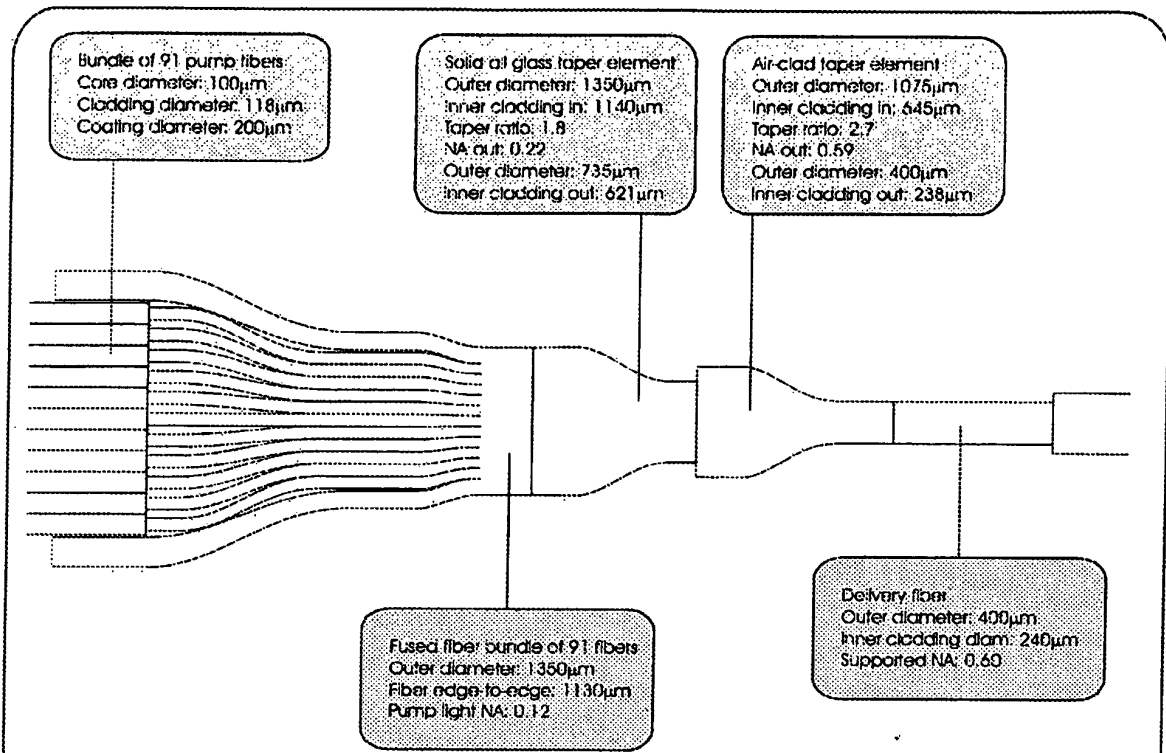 Bundle of 91 pump fibers
Core diameter: 100µm
Cladding diameter: 118µm
Coating diameter: 200µm
Solid all glass taper element
Outer diameter: 1350µm
Inner cladding in: 1140µm
Taper ratio: 1.8
NA out: 0.22
Outer diameter: 735µm
Inner cladding out: 621µm
Air-clad taper element
Outer diameter: 1075µm
Inner cladding in: 645µm
Taper ratio: 2.7
NA out: 0.59
Outer diameter: 400µm
Inner cladding out: 238µm
Fused fiber bundle of 91 fibers
Outer diameter: 1350µm
Fiber edge-to-edge: 1130µm
Pump light NA: 0.12
Delivery fiber
Outer diameter: 400µm
Inner cladding diam: 240µm
Supported NA: 0.60